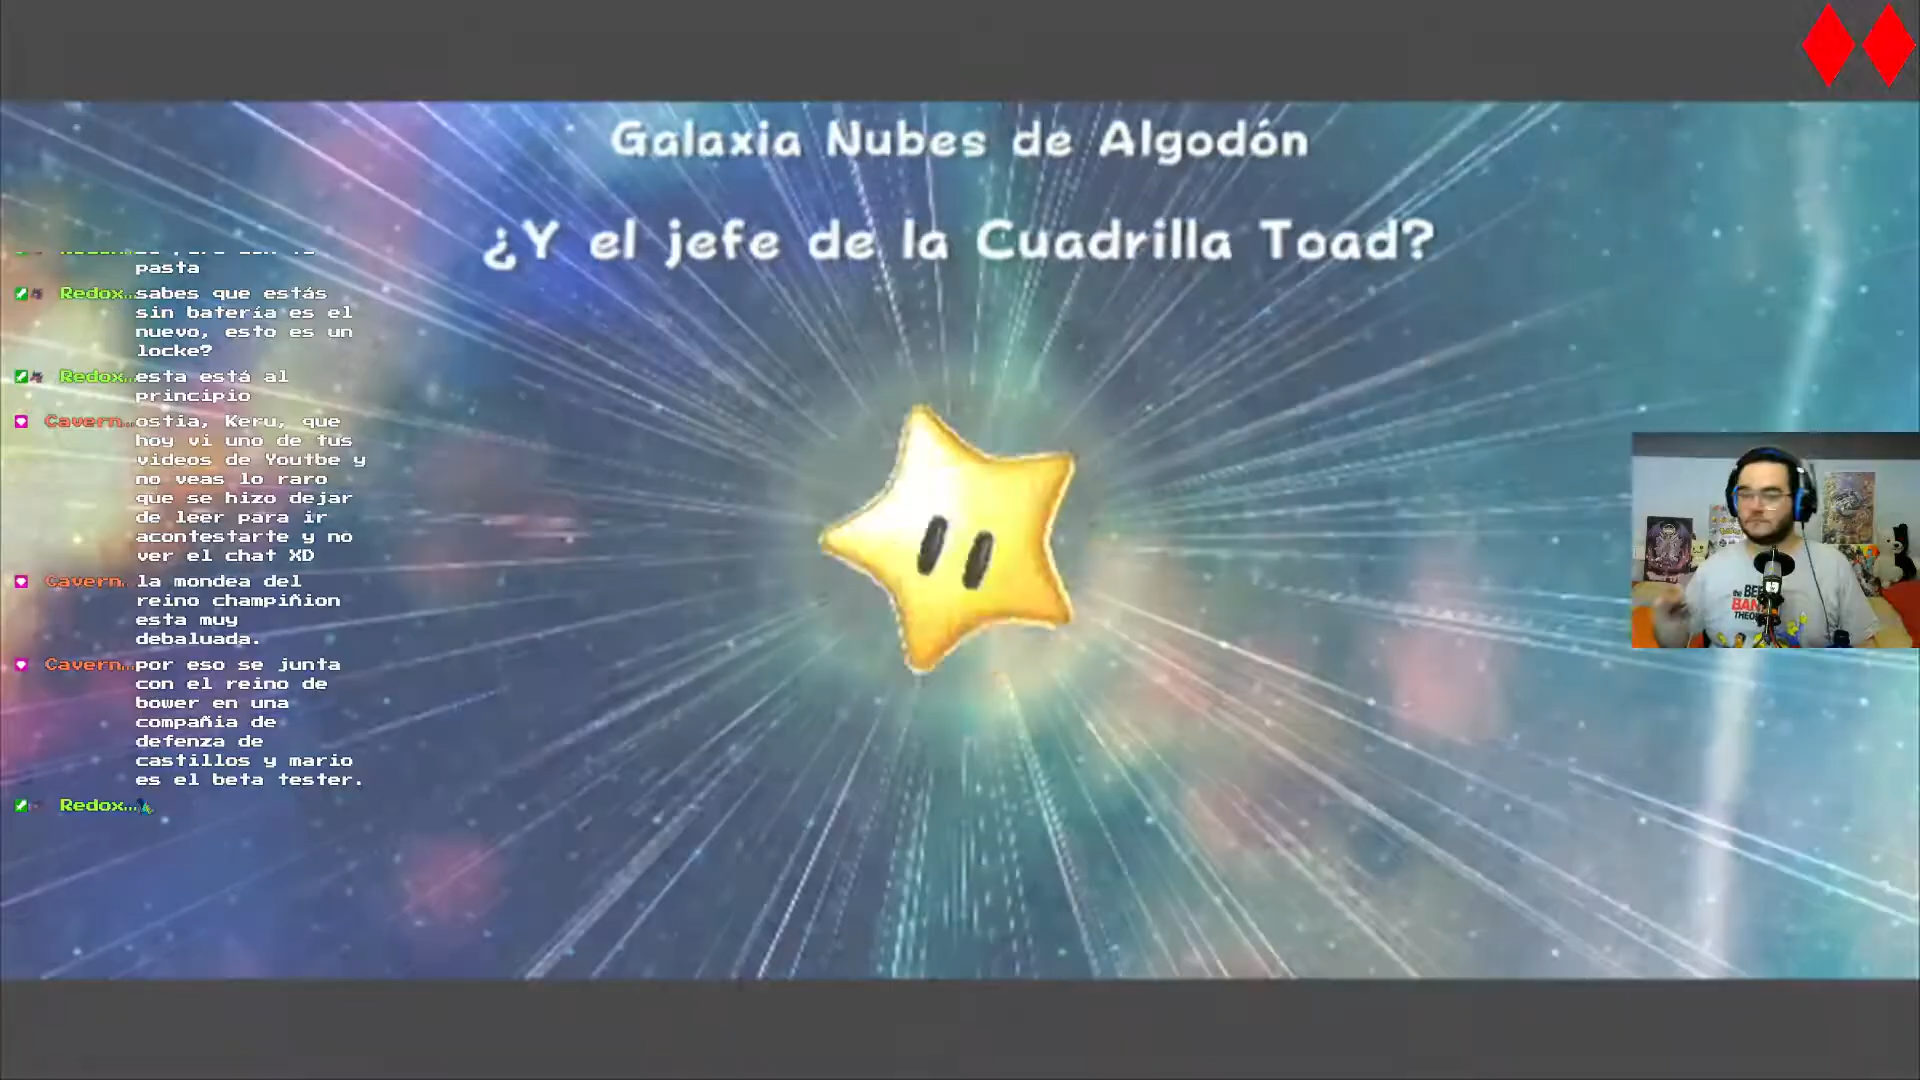 Galaxia Nubes de Algodón
¿Y el jefe de la Cuadrilla Toad?
pasta
Redox...sabes que estás
sin batería es el
nuevo, esto es un
locke?
Redox...esta está al
principio
Cavern...ostia, Keru, que
hoy vi uno de tus
videos de Youtbe y
no veas lo raro
que se hizo dejar
de leer para ir
acontestarte y no
ver el chat XD
Cavern...la mondea del
reino champiñion
esta muy
debaluada.
Cavern...por eso se junta
con el reino de
bower en una
compañia de
defenza de
castillos y mario
es el beta tester.
Redox...
THE BEER
BAN
THEO